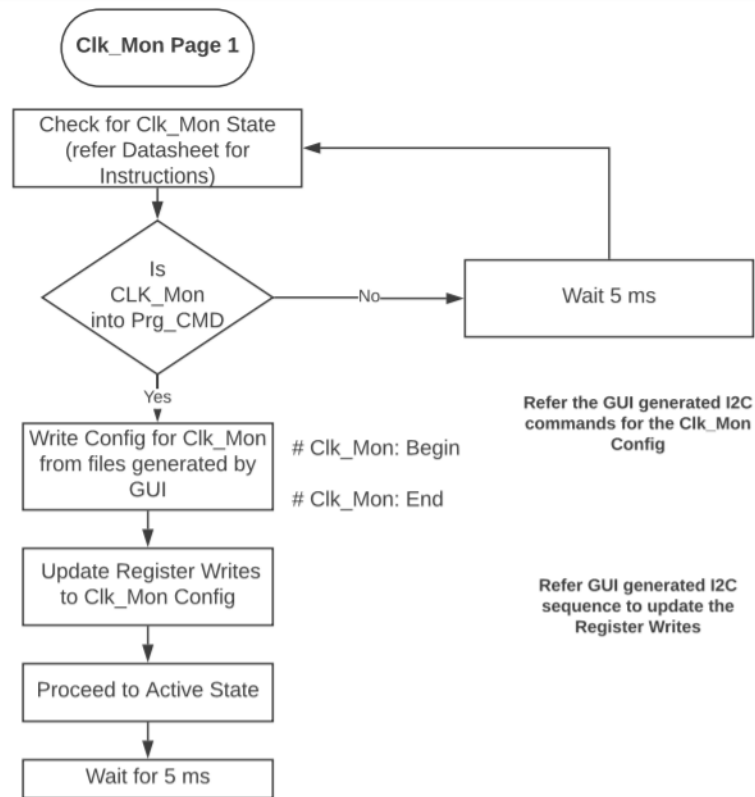 Clk_Mon Page 1
Check for Clk_Mon State
(refer Datasheet for
Instructions)
Is
CLK_Mon
into Prg_CMD
No
Wait 5 ms
Yes
Refer the GUI generated I2C
commands for the Clk_Mon
Config
Write Config for Clk_Mon
from files generated by
GUI
# Clk_Mon: Begin
# Clk_Mon: End
Update Register Writes
to Clk_Mon Config
Refer GUI generated I2C
sequence to update the
Register Writes
Proceed to Active State
Wait for 5 ms